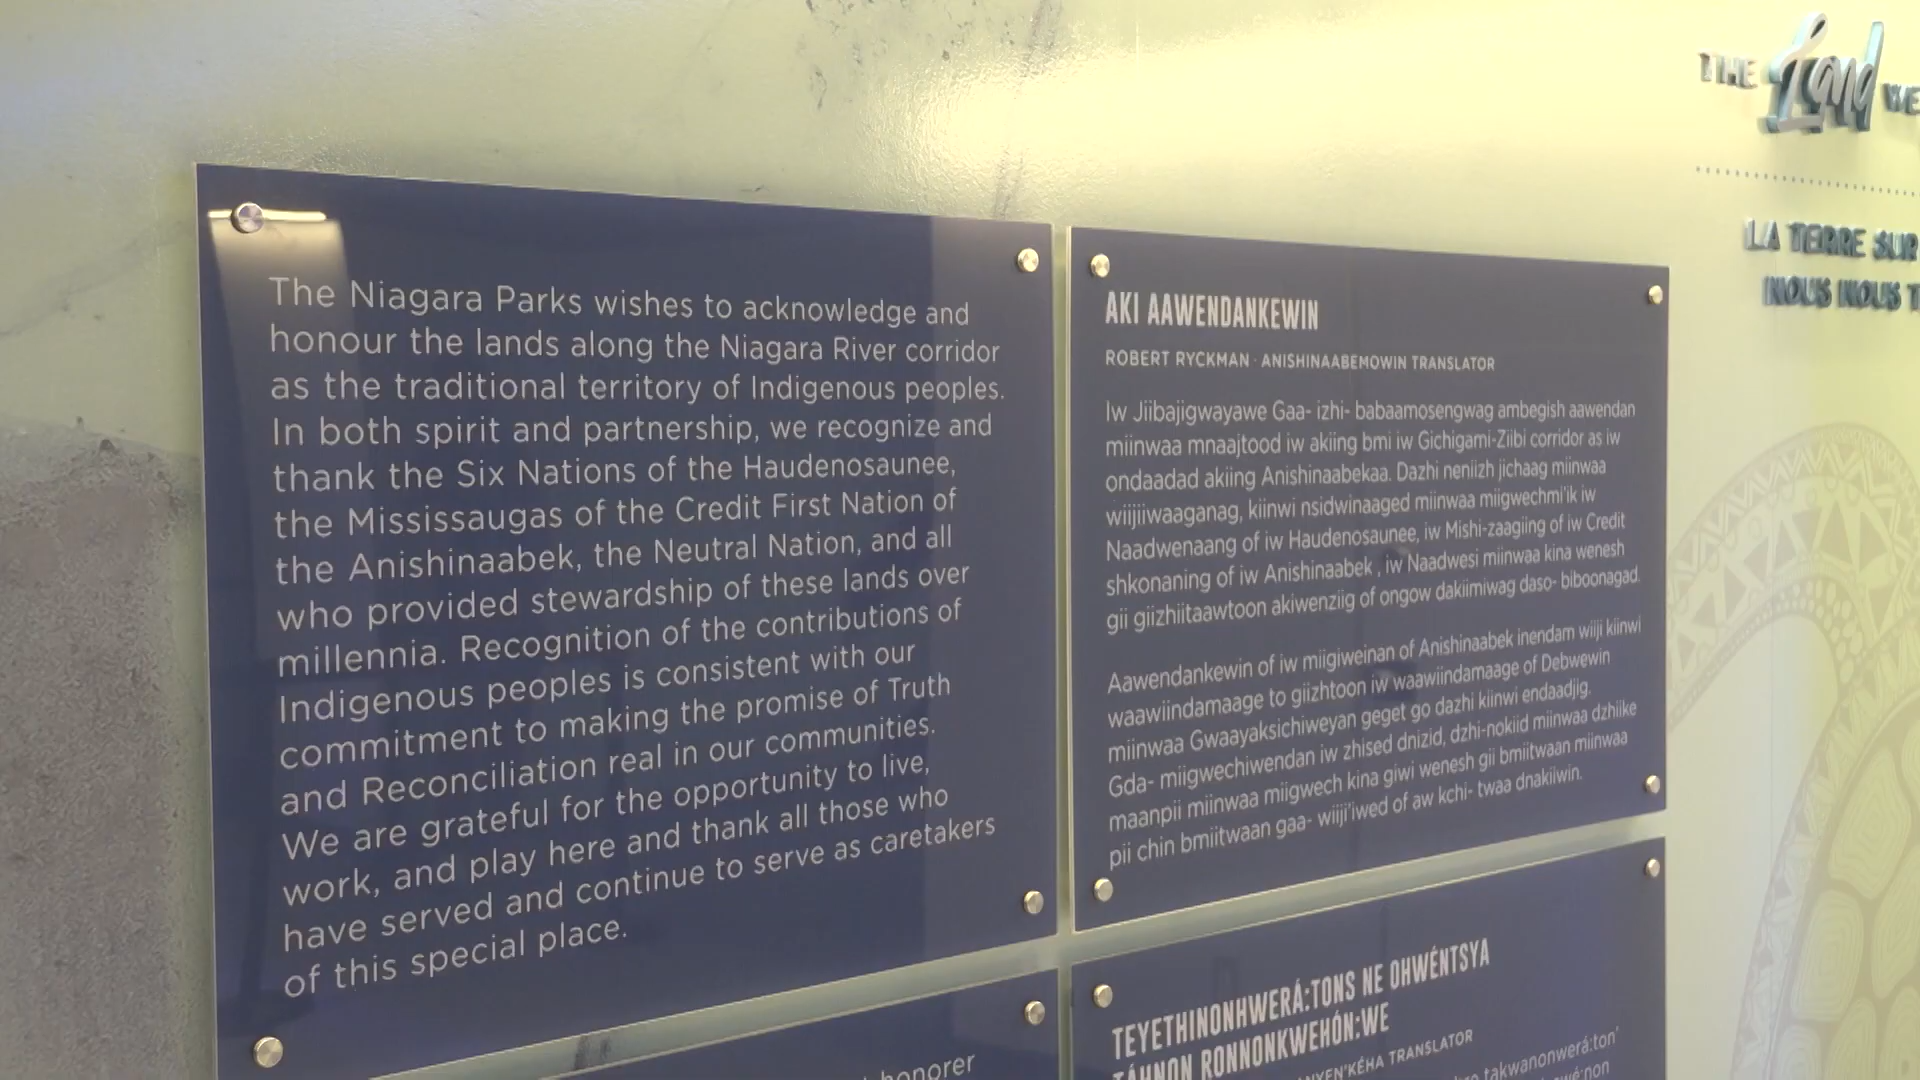 The Niagara Parks wishes to acknowledge and
honour the lands along the Niagara River corridor
as the traditional territory of Indigenous peoples.
In both spirit and partnership, we recognize and
thank the Six Nations of the Haudenosaunee,
the Mississaugas of the Credit First Nation of
the Anishinaabek, the Neutral Nation, and all
who provided stewardship of these lands over
millennia. Recognition of the contributions of
Indigenous peoples is consistent with our
commitment to making the promise of Truth
and Reconciliation real in our communities.
We are grateful for the opportunity to live,
work, and play here and thank all those who
have served and continue to serve as caretakers
of this special place.
AKI AAWENDANKEWIN
ROBERT RYCKMAN · ANISHINAABEMOWIN TRANSLATOR
Iw Jiibajigwayawe Gaa- izhi- babaamosengwag ambegish aawendan
miinwaa mnaajtood iw akiing bmi iw Gichigami-Ziibi corridor as iw
ondaadad akiing Anishinaabekaa. Dazhi neniizh jichaag miinwaa
wiijiiwaaganag, kiinwi nsidwinaaged miinwaa miigwechmi'ik iw
Naadwenaang of iw Haudenosaunee, iw Mishi-zaagiing of iw Credit
shkonaning of iw Anishinaabek , iw Naadwesi miinwaa kina wenesh
gii giizhiitaawtoon akiwenziig of ongow dakiimiwag daso- biboonagad.
Aawendankewin of iw miigiweinan of Anishinaabek inendam wiiji kiinwi
waawiindamaage to giizhtoon iw waawiindamaage of Debwewin
miinwaa Gwaayaksichiweyan geget go dazhi kiinwi endaadjig.
Gda- miigwechiwendan iw zhised dnizid, dzhi-nokiid miinwaa dzhiike
maanpii miinwaa miigwech kina giwi wenesh gii bmiitwaan miinwaa
pii chin bmiitwaan gaa- wiiji'iwed of aw kchi- twaa dnakiiwin.
TEYETHINONHWERÁ:TONS NE OHWÉNTSYA
TÁHNON RONNONKWEHÓN:WE
TRANSLATOR
takwanonwerá:ton'
honorer
THE Land WE
LA TERRE SUR
NOUS NOUS